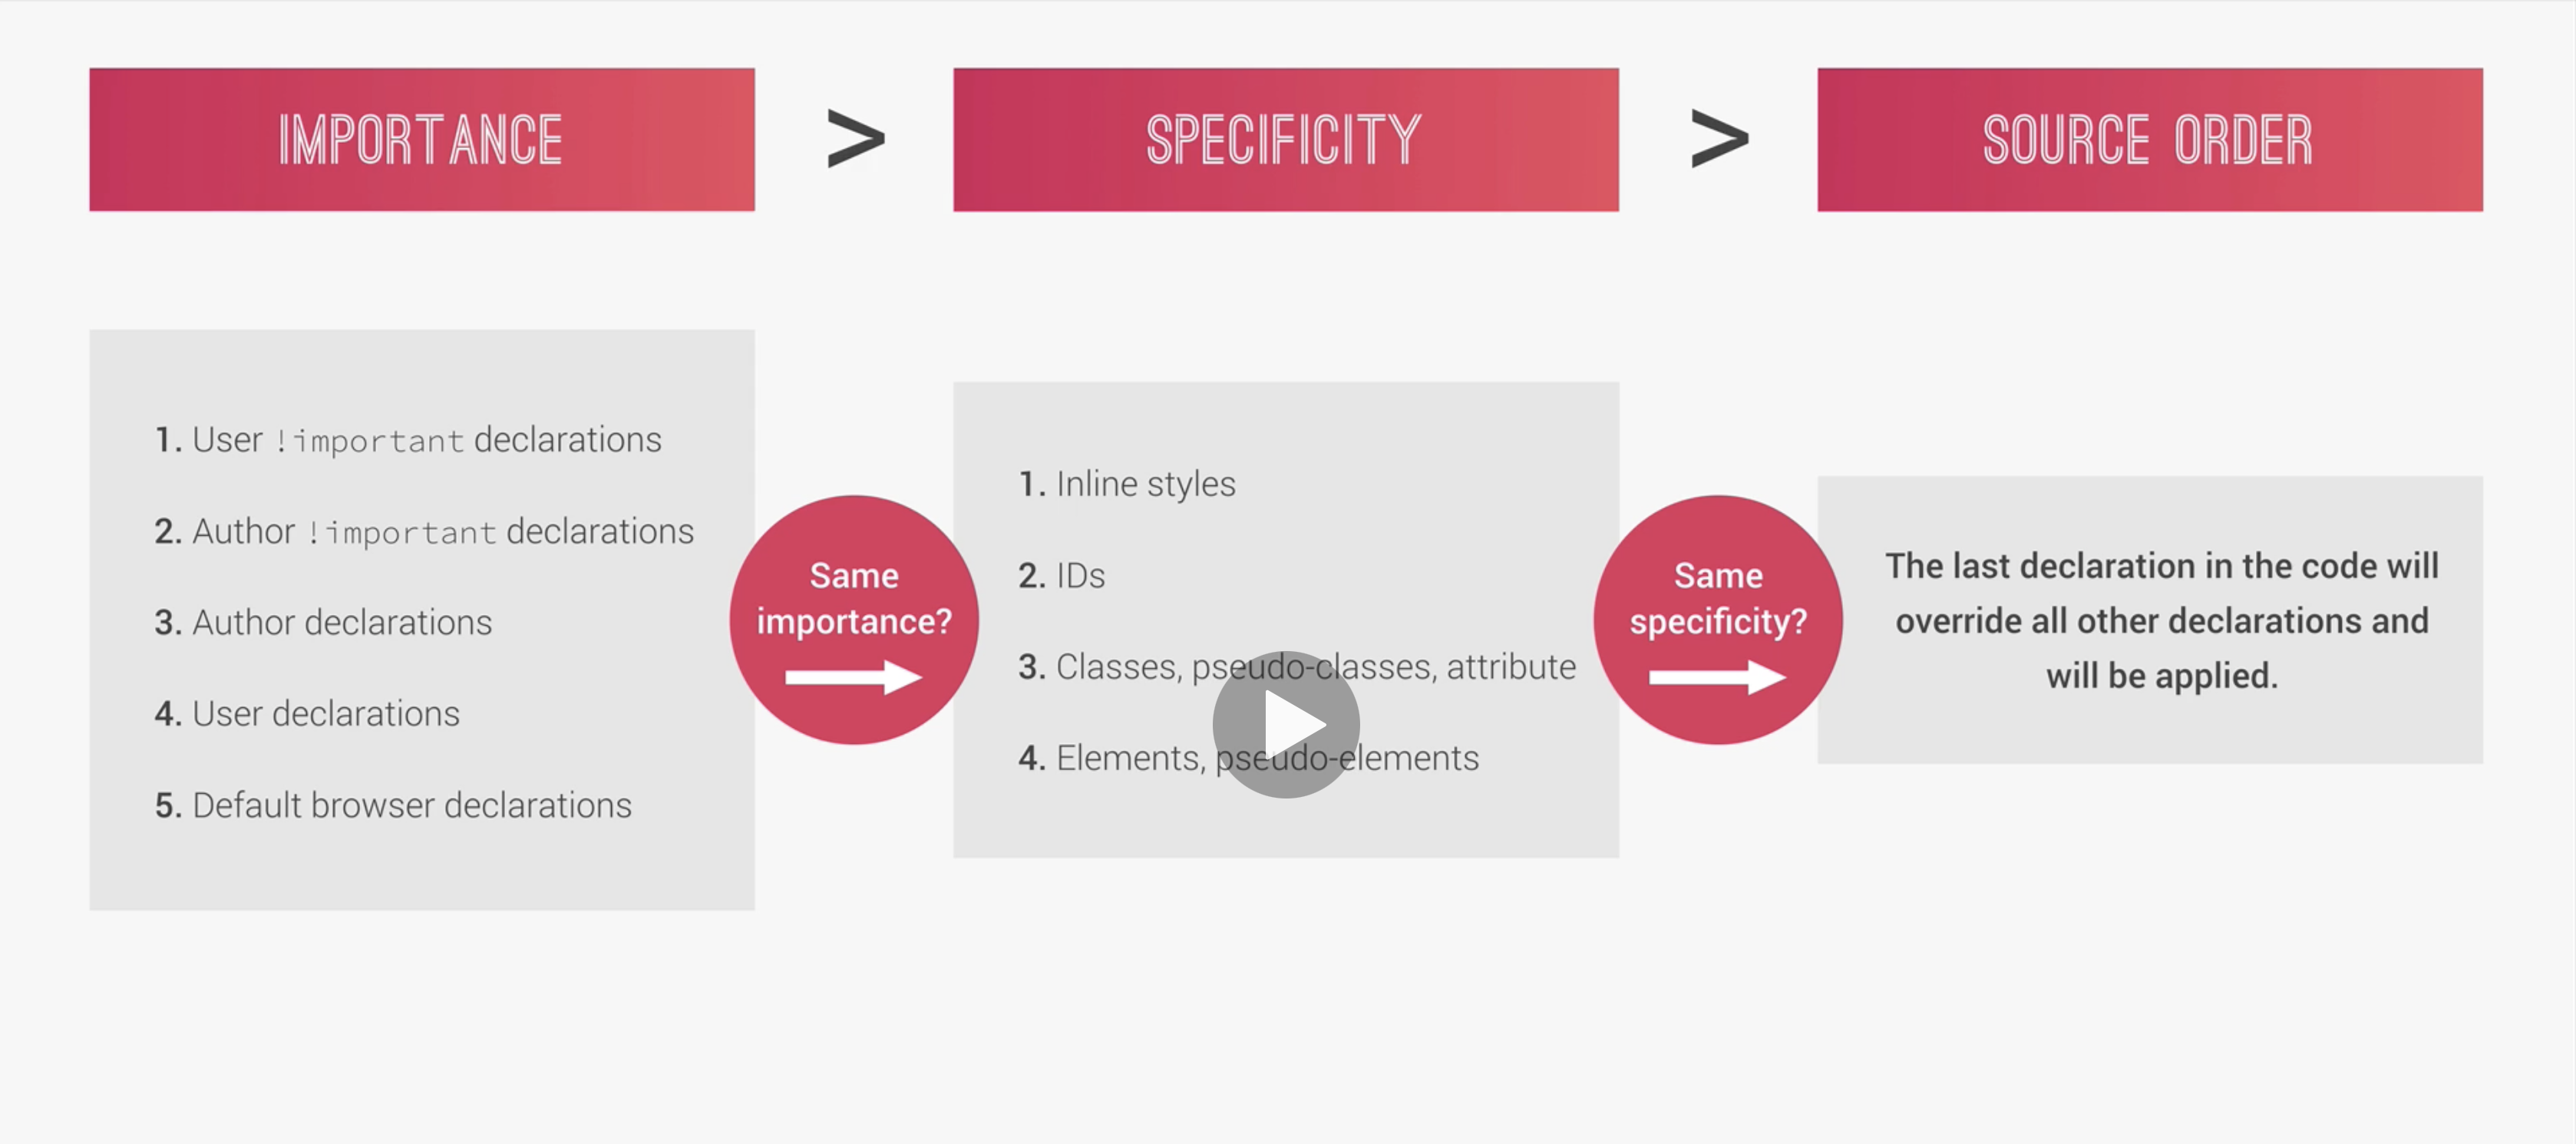 IMPORTANCE
>
SPECIFICITY
>
SOURCE ORDER
1. User !important declarations
2. Author !important declarations
3. Author declarations
4. User declarations
5. Default browser declarations
Same
importance?
1. Inline styles
2. IDs
3. Classes, pseudo-classes, attribute
4. Elements, pseudo-elements
Same
specificity?
The last declaration in the code will
override all other declarations and
will be applied.